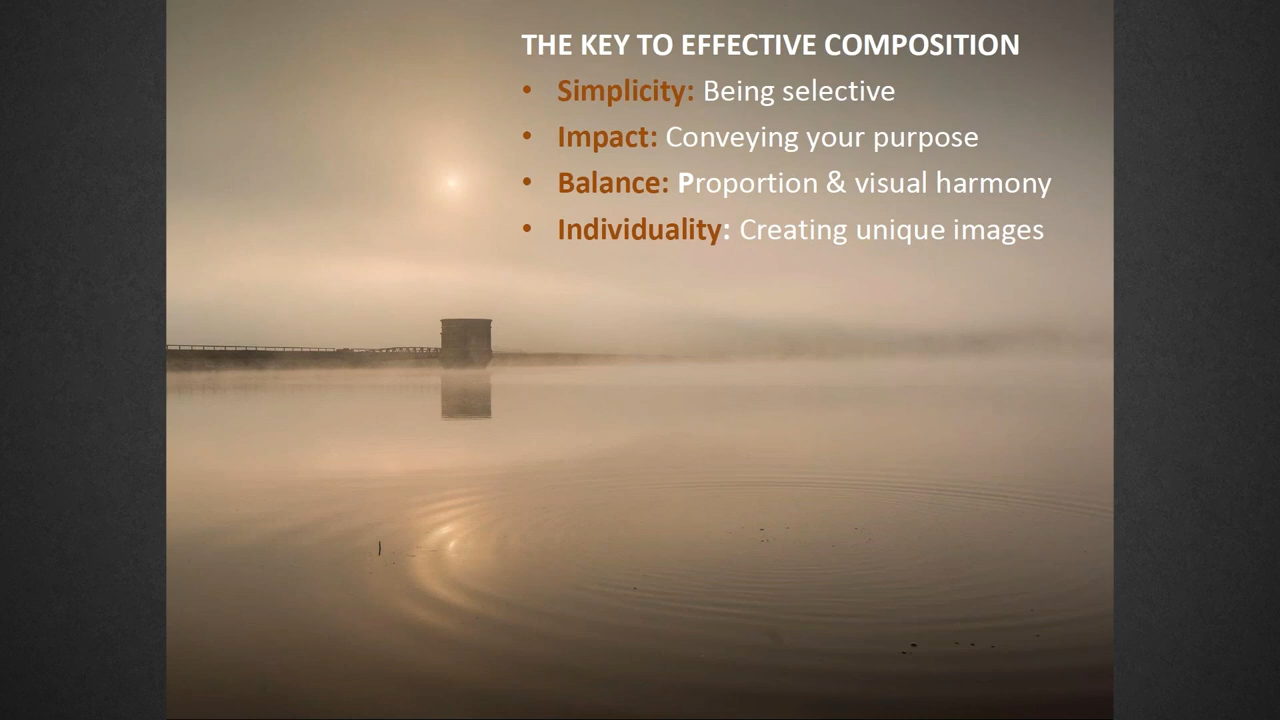 THE KEY TO EFFECTIVE COMPOSITION
• Simplicity: Being selective
• Impact: Conveying your purpose
• Balance: Proportion & visual harmony
• Individuality: Creating unique images